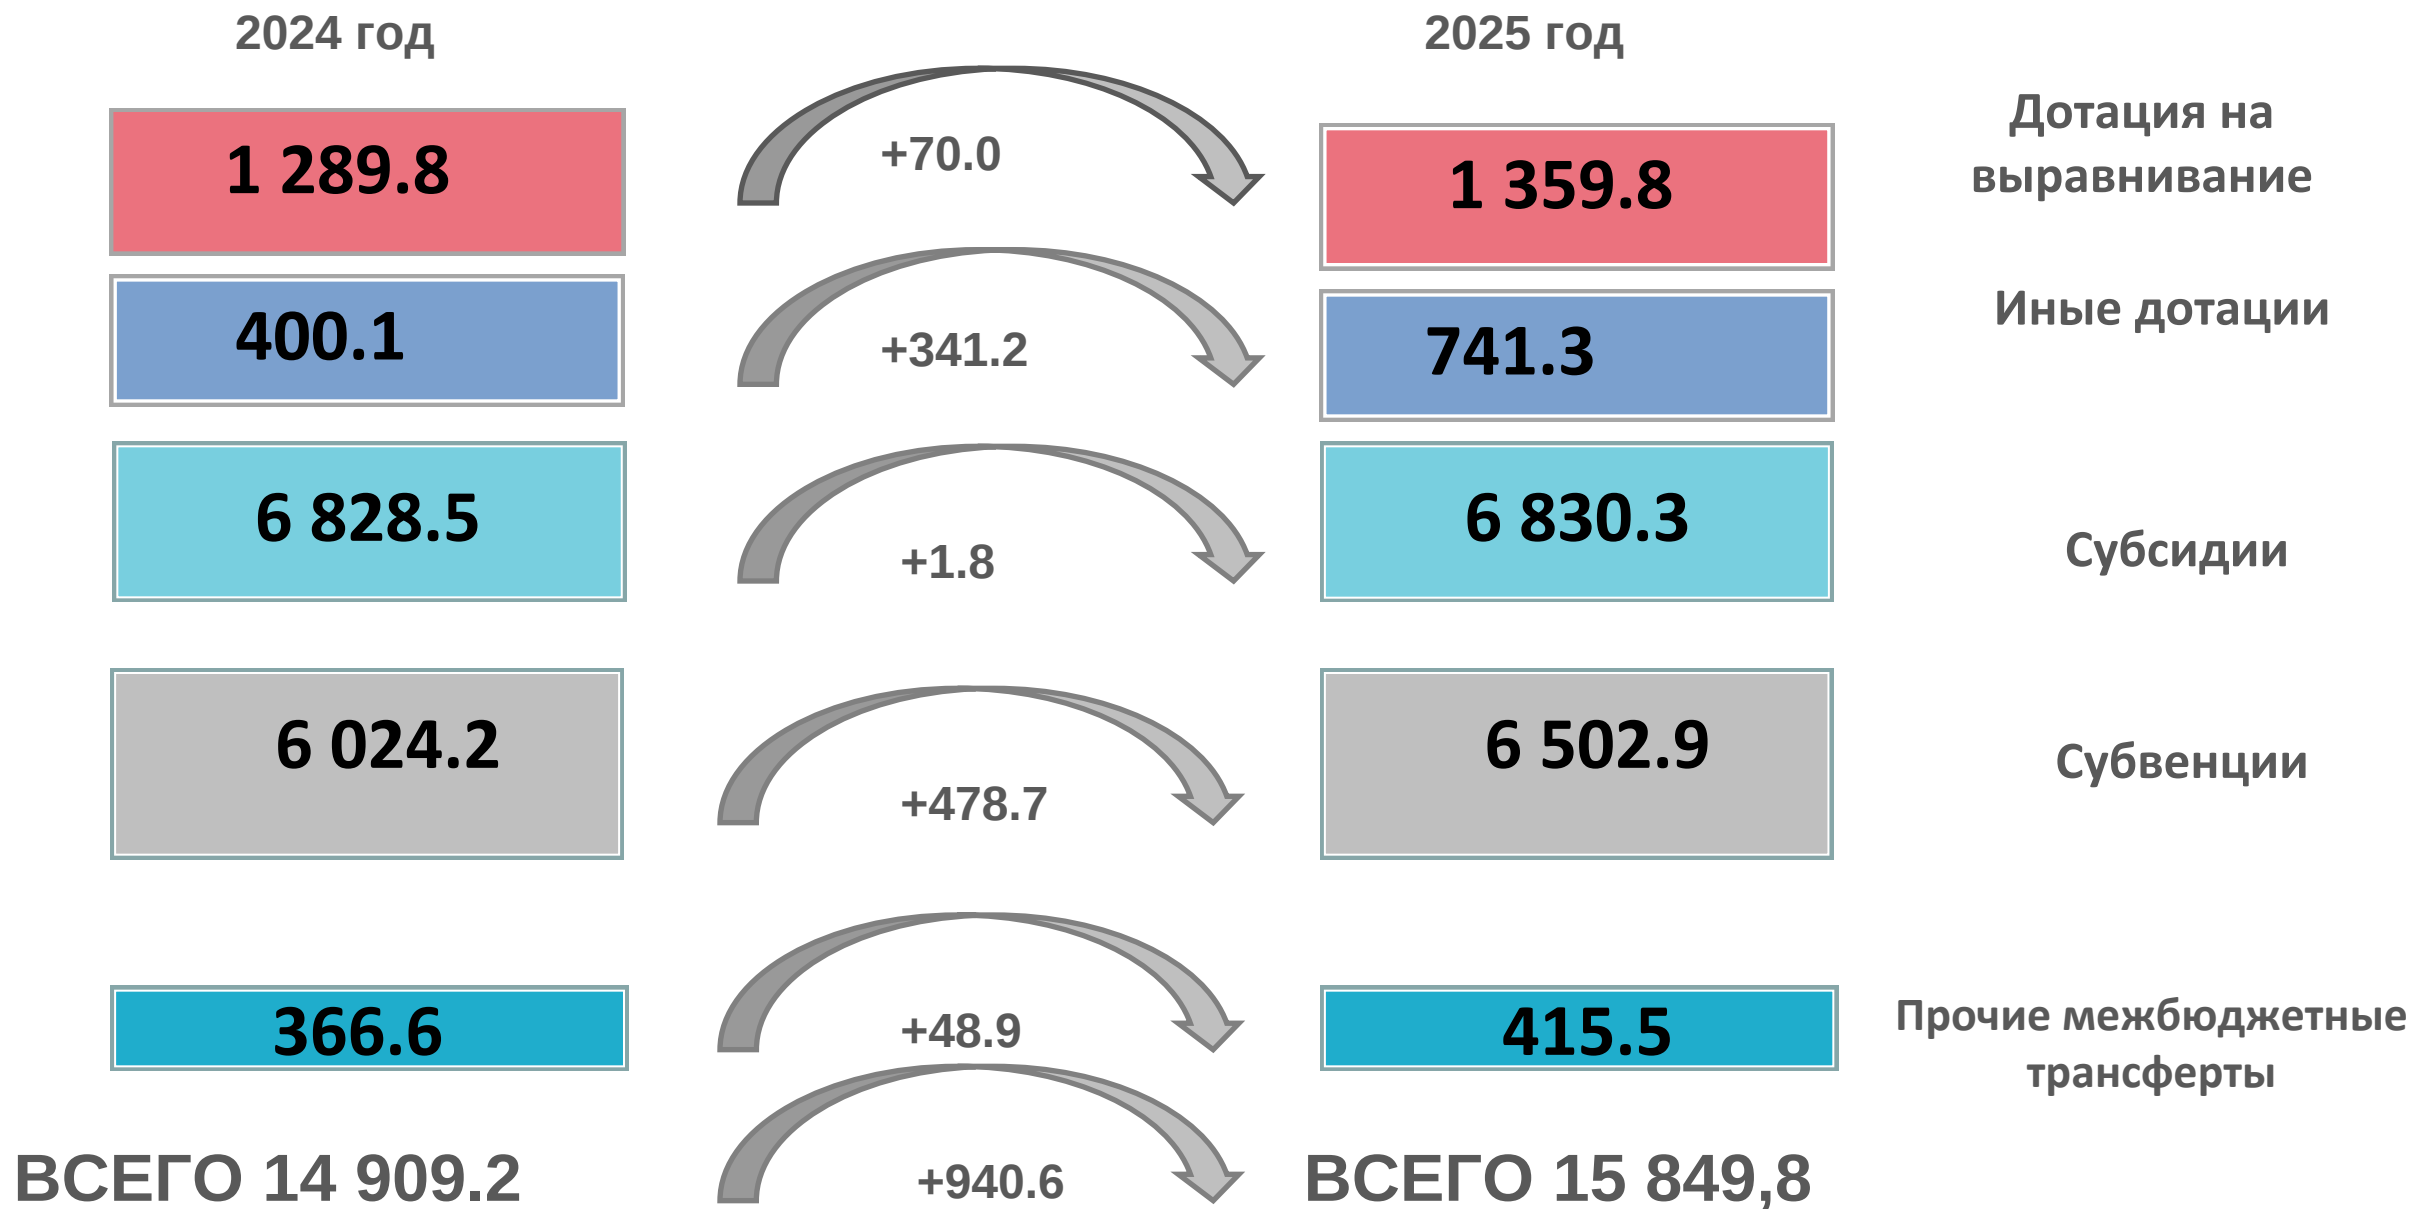 2024 год
2025 год
1 289.8
+70.0
1 359.8
Дотация на
выравнивание
400.1
+341.2
741.3
Иные дотации
6 828.5
+1.8
6 830.3
Субсидии
6 024.2
+478.7
6 502.9
Субвенции
366.6
+48.9
415.5
Прочие межбюджетные
трансферты
ВСЕГО 14 909.2
+940.6
ВСЕГО 15 849,8